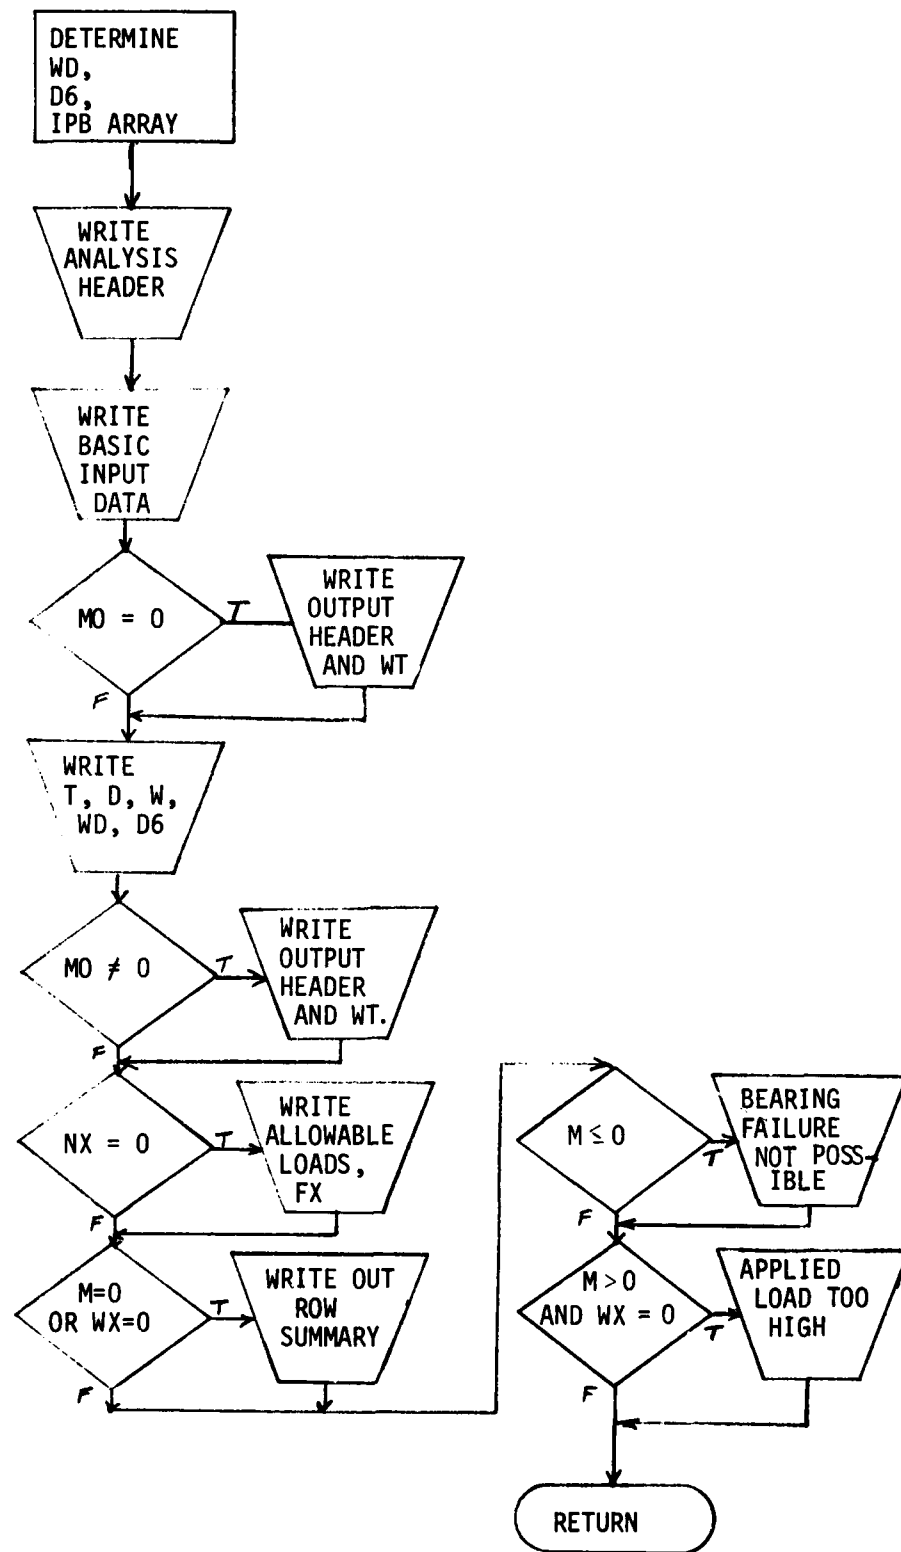 DETERMINE
WD,
D6,
IPB ARRAY
WRITE
ANALYSIS
HEADER
WRITE
BASIC
INPUT
DATA
MO = 0
T
F
WRITE
OUTPUT
HEADER
AND WT
WRITE
T, D, W,
WD, D6
MO ≠ 0
T
F
WRITE
OUTPUT
HEADER
AND WT.
NX = 0
T
F
WRITE
ALLOWABLE
LOADS,
FX
M=0
OR WX=0
T
F
WRITE OUT
ROW
SUMMARY
M ≤ 0
T
F
BEARING
FAILURE
NOT POSS-
IBLE
M > 0
AND WX = 0
T
F
APPLIED
LOAD TOO
HIGH
RETURN